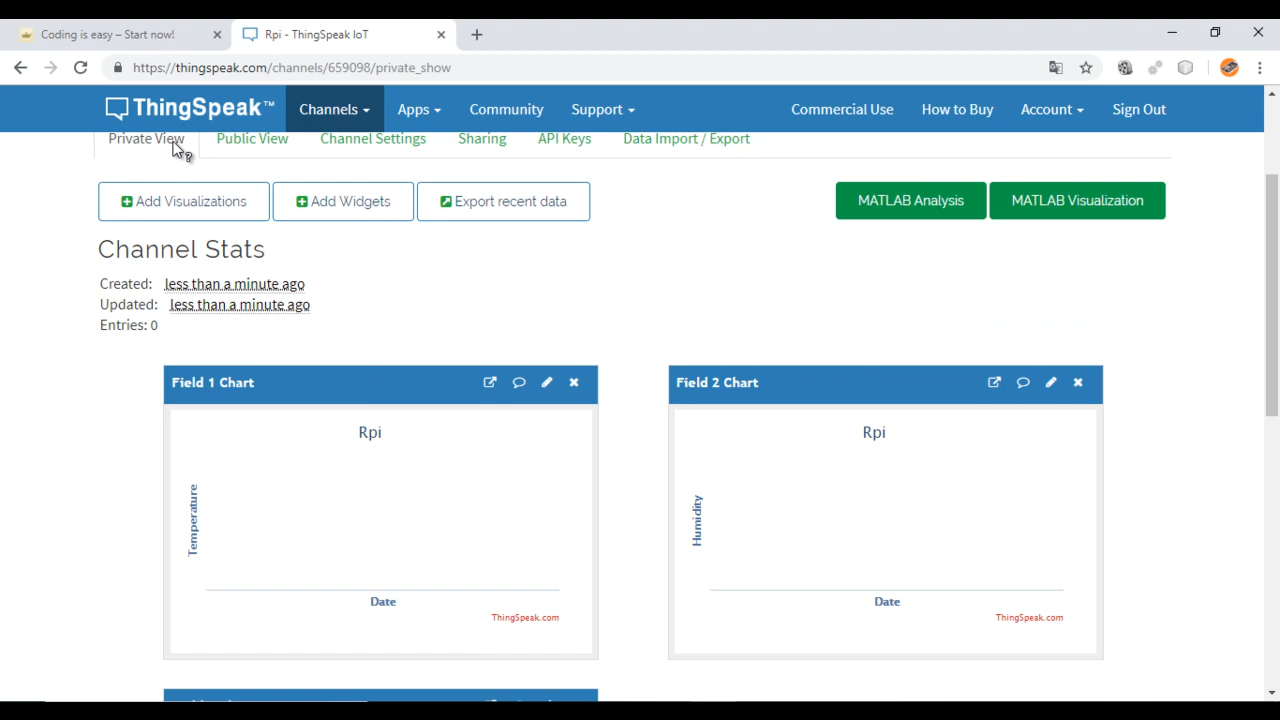 Coding is easy – Start now!
Rpi - ThingSpeak IoT
https://thingspeak.com/channels/659098/private_show
ThingSpeak™ Channels Apps Community Support Commercial Use How to Buy Account Sign Out
Private View Public View Channel Settings Sharing API Keys Data Import / Export
Add Visualizations Add Widgets Export recent data MATLAB Analysis MATLAB Visualization
Channel Stats
Created: less than a minute ago
Updated: less than a minute ago
Entries: 0
Field 1 Chart
Rpi
Temperature
Date
ThingSpeak.com
Field 2 Chart
Rpi
Humidity
Date
ThingSpeak.com